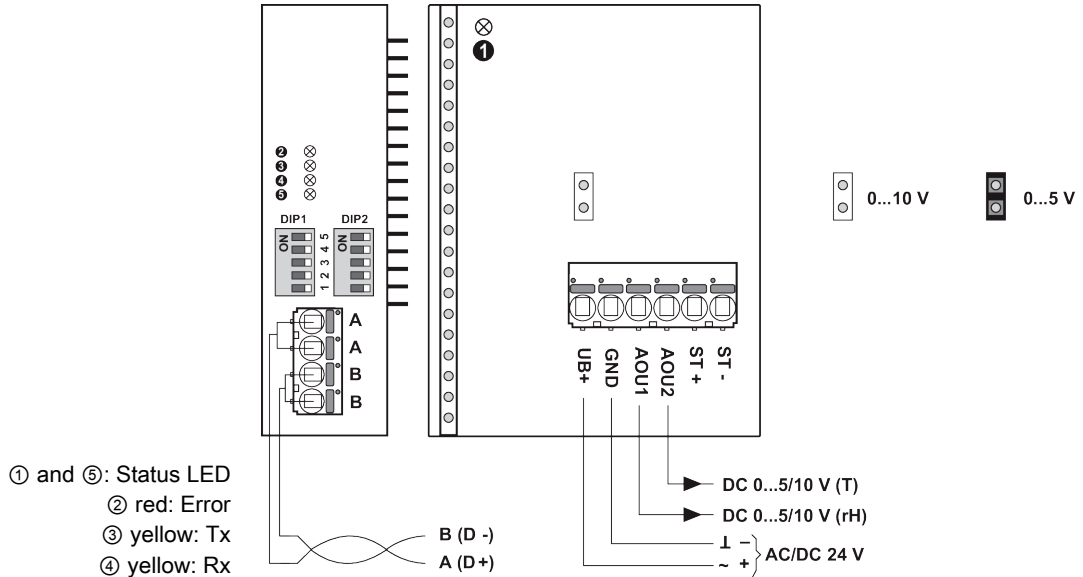 ❶
❷
❸
❹
❺
DIP1 DIP2
ON ON
1 2 3 4 5
A
A
B
B
0...10 V
0...5 V
UB+ GND AOU1 AOU2 ST + ST -
① and ⑤: Status LED
② red: Error
③ yellow: Tx
④ yellow: Rx
B (D -)
A (D+)
DC 0...5/10 V (T)
DC 0...5/10 V (rH)
⊥ –
~ +
AC/DC 24 V